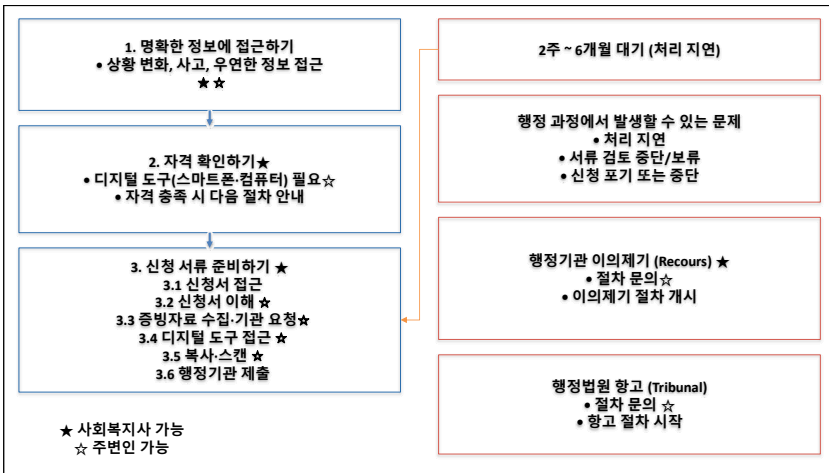 1. 명확한 정보에 접근하기
• 상황 변화, 사고, 우연한 정보 접근
★ ☆
2. 자격 확인하기★
• 디지털 도구(스마트폰·컴퓨터) 필요☆
• 자격 충족 시 다음 절차 안내
3. 신청 서류 준비하기 ★
3.1 신청서 접근
3.2 신청서 이해 ☆
3.3 증빙자료 수집·기관 요청☆
3.4 디지털 도구 접근 ☆
3.5 복사·스캔 ☆
3.6 행정기관 제출
★ 사회복지사 가능
☆ 주변인 가능
2주 ~ 6개월 대기 (처리 지연)
행정 과정에서 발생할 수 있는 문제
• 처리 지연
• 서류 검토 중단/보류
• 신청 포기 또는 중단
행정기관 이의제기 (Recours) ★
• 절차 문의☆
• 이의제기 절차 개시
행정법원 항고 (Tribunal)
• 절차 문의 ☆
• 항고 절차 시작